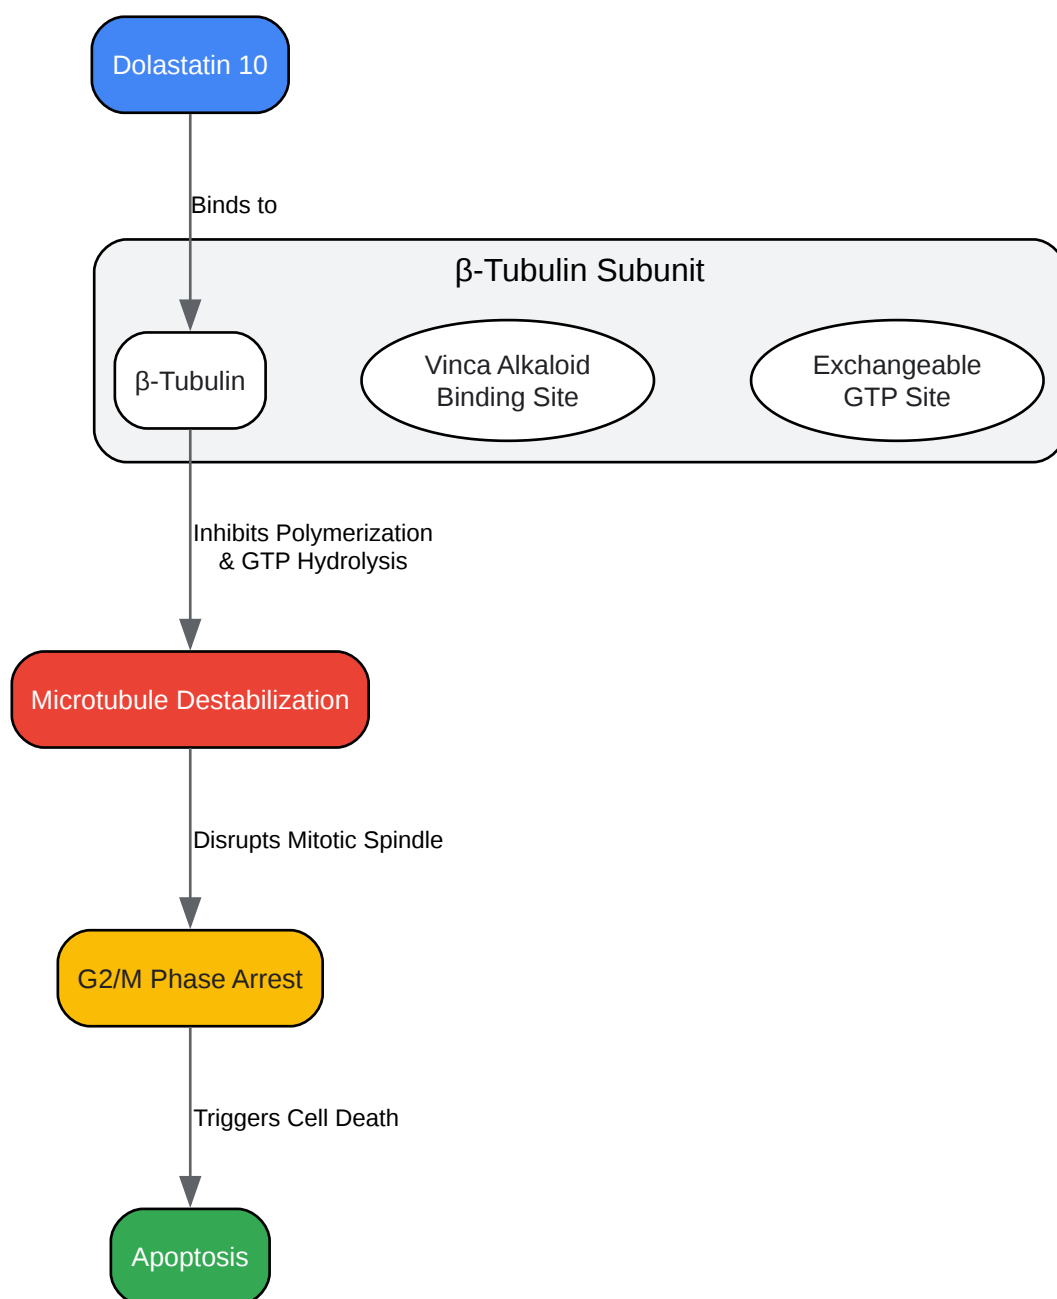 Dolastatin 10
Binds to
β-Tubulin Subunit
β-Tubulin
Vinca Alkaloid
Binding Site
Exchangeable
GTP Site
Inhibits Polymerization
& GTP Hydrolysis
Microtubule Destabilization
Disrupts Mitotic Spindle
G2/M Phase Arrest
Triggers Cell Death
Apoptosis